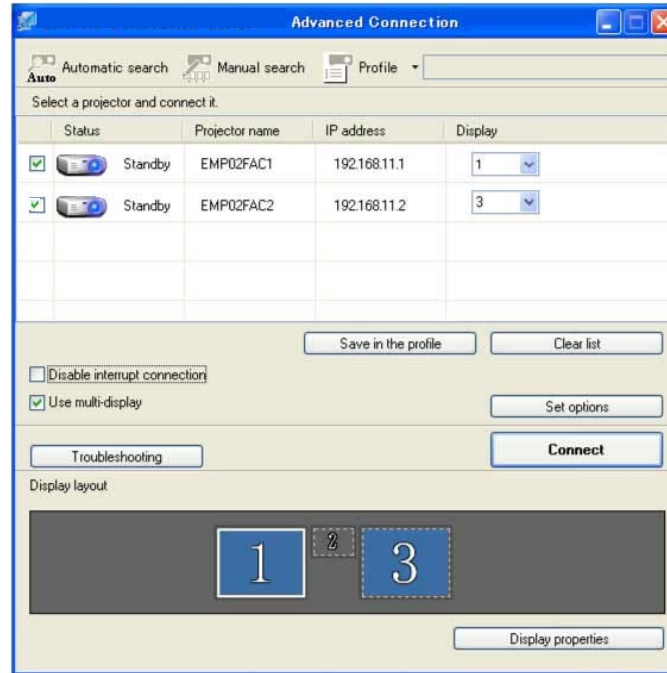 Advanced Connection
Auto Automatic search Manual search Profile
Select a projector and connect it.
Status Projector name IP address Display
Standby EMP02FAC1 192.168.11.1 1
Standby EMP02FAC2 192.168.11.2 3
Save in the profile Clear list
Disable interrupt connection
Use multi-display Set options
Troubleshooting Connect
Display layout
1 2 3
Display properties